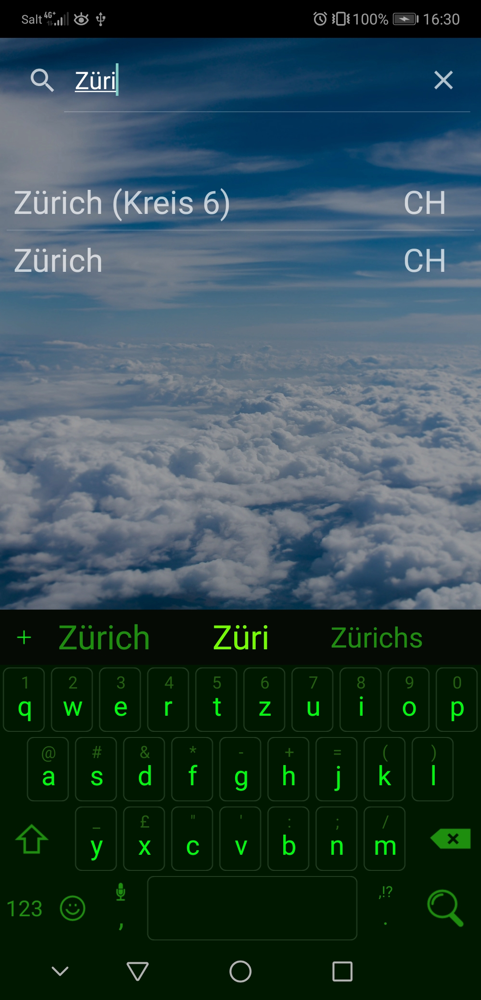 Salt 4G+ 100% 16:30
Züri
Zürich (Kreis 6) CH
Zürich CH
+ Zürich Züri Zürichs
1 2 3 4 5 6 7 8 9 0
q w e r t z u i o p
@ # & * - + = ( )
a s d f g h j k l
_ £ " ' : ; /
y x c v b n m
,!?
123 , .